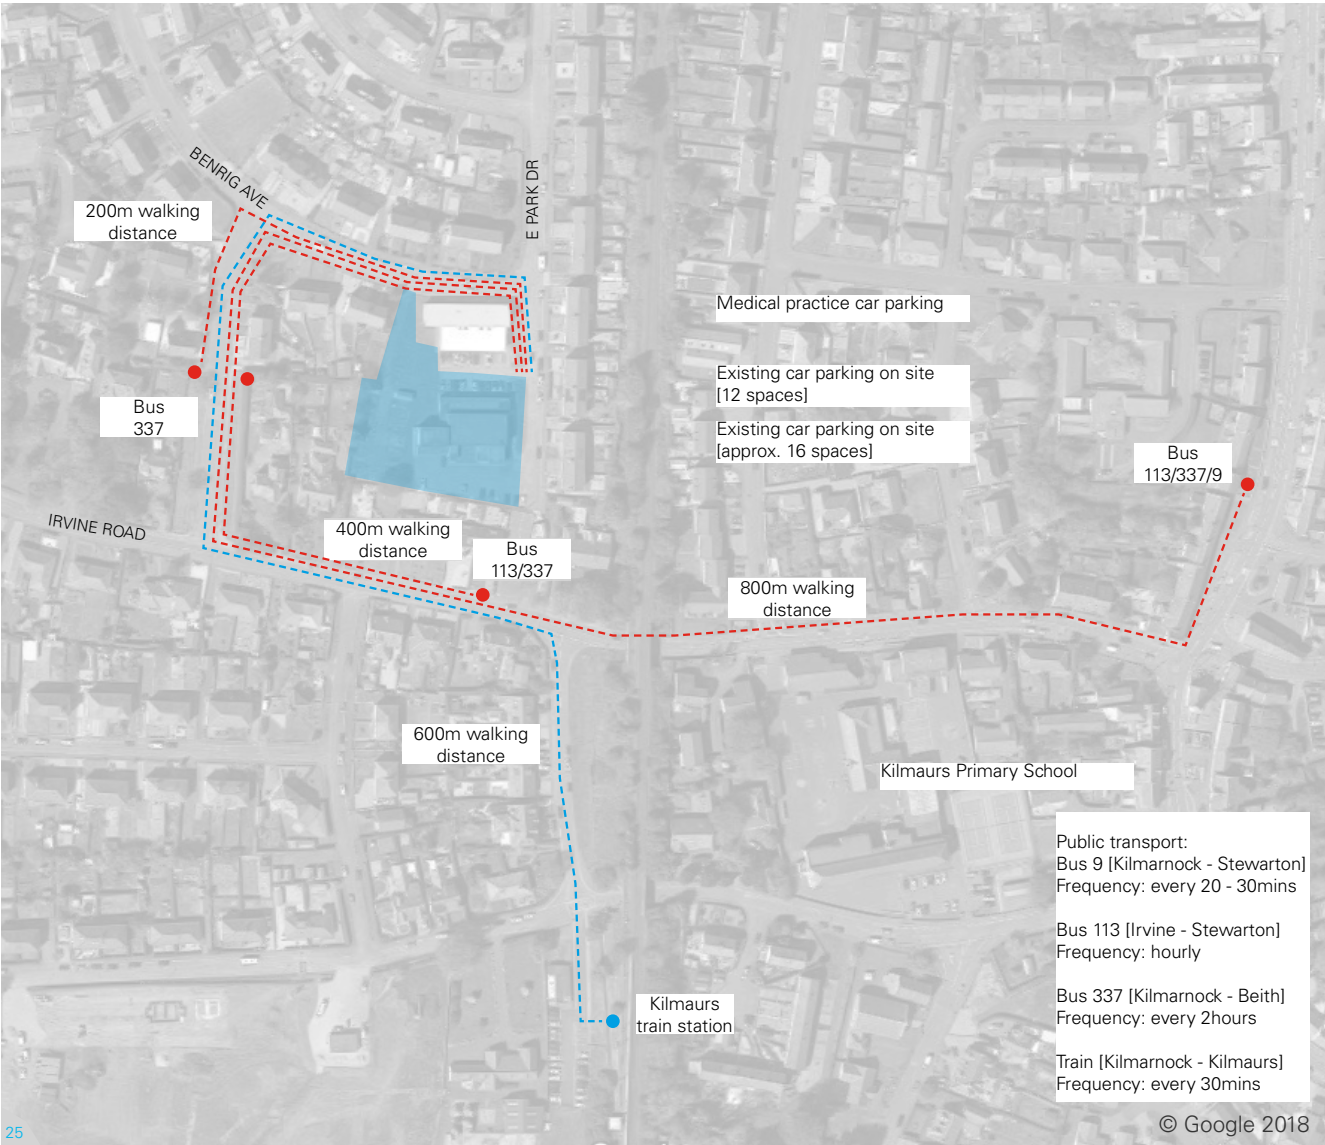 BENRIG AVE
E PARK DR
200m walking
distance
Medical practice car parking
Existing car parking on site
[12 spaces]
Existing car parking on site
[approx. 16 spaces]
Bus
337
Bus
113/337/9
IRVINE ROAD
400m walking
distance
Bus
113/337
800m walking
distance
600m walking
distance
Kilmaurs Primary School
Public transport:
Bus 9 [Kilmarnock - Stewarton]
Frequency: every 20 - 30mins
Bus 113 [Irvine - Stewarton]
Frequency: hourly
Bus 337 [Kilmarnock - Beith]
Frequency: every 2hours
Train [Kilmarnock - Kilmaurs]
Frequency: every 30mins
Kilmaurs
train station
© Google 2018
25